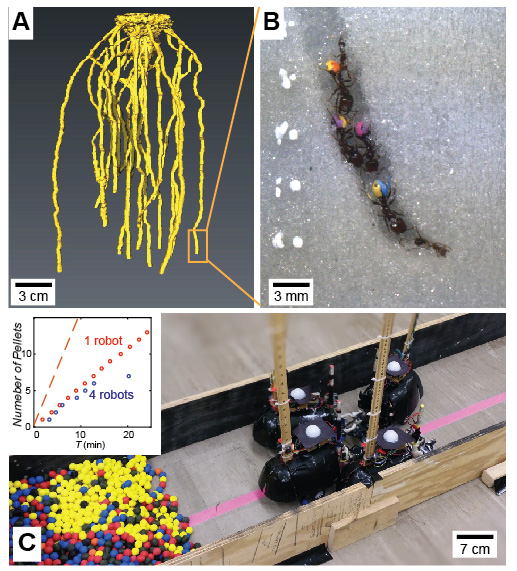 A
B
3 cm
3 mm
Numeber of Pellets
10
5
0
0
10
20
T (min)
1 robot
4 robots
C
7 cm